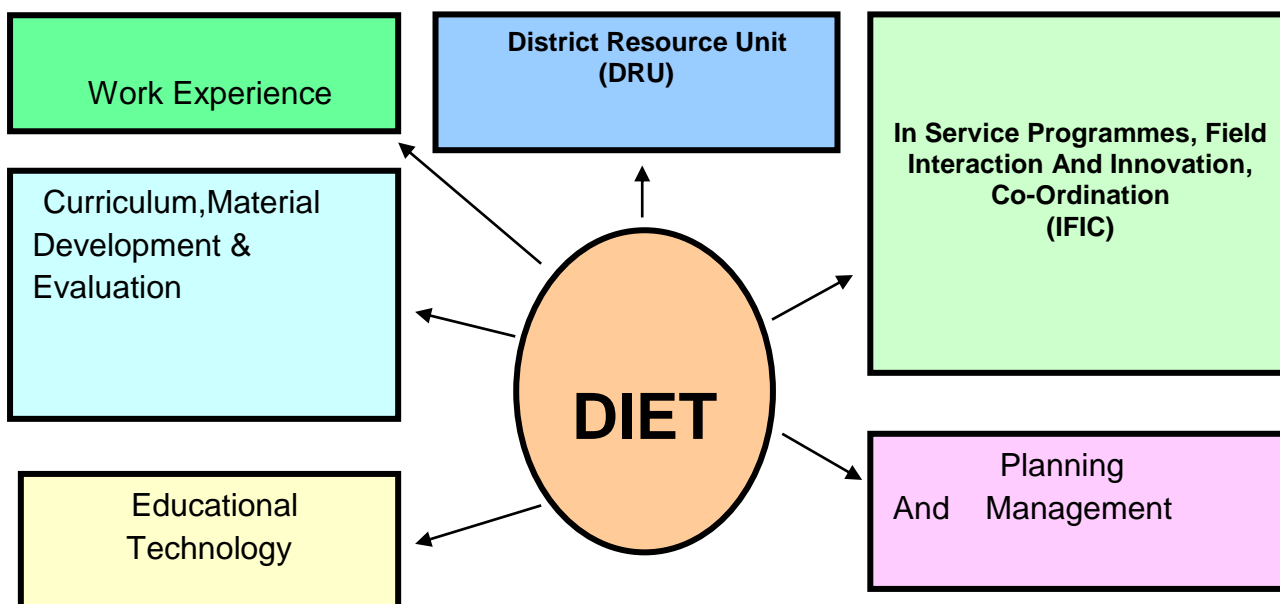 Work Experience
District Resource Unit
(DRU)
In Service Programmes, Field
Interaction And Innovation,
Co-Ordination
(IFIC)
Curriculum,Material
Development &
Evaluation
DIET
Educational
Technology
Planning
And Management